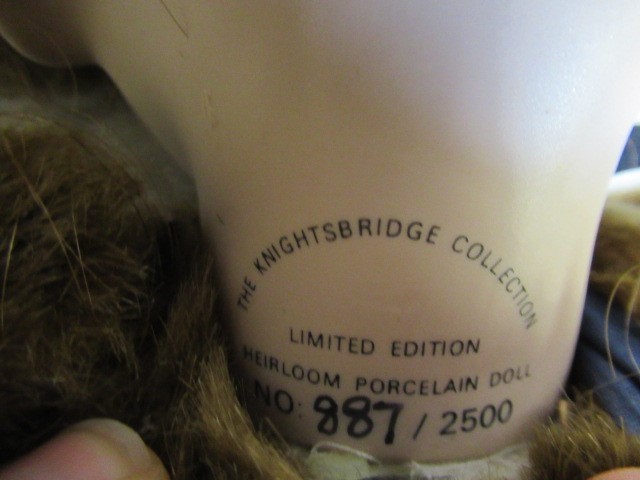 THE KNIGHTSBRIDGE COLLECTION
LIMITED EDITION
HEIRLOOM PORCELAIN DOLL
NO: 887 / 2500